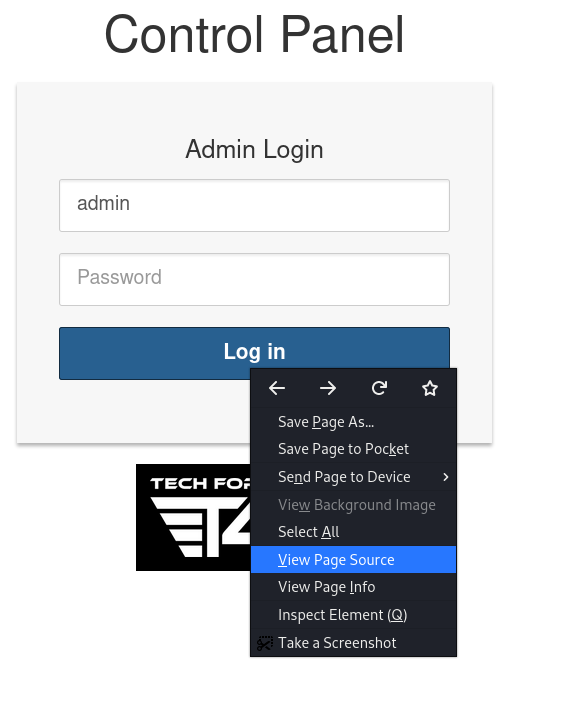 Control Panel
Admin Login
admin
Password
Log in
Save Page As...
Save Page to Pocket
Send Page to Device
View Background Image
Select All
View Page Source
View Page Info
Inspect Element (Q)
Take a Screenshot
TECH